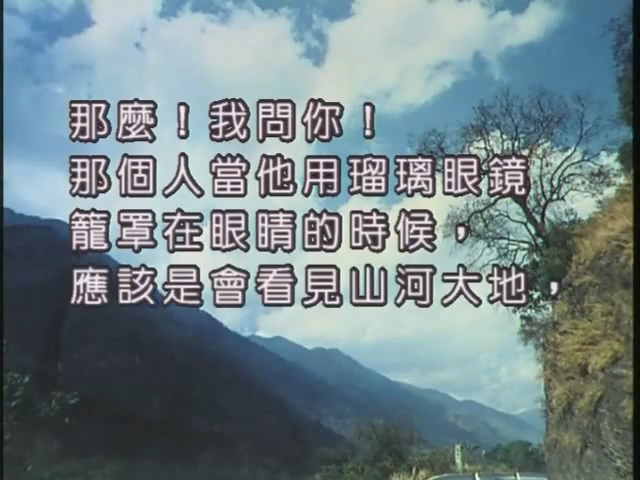 那麼！我問你！
那個人當他用瑠璃眼鏡
籠罩在眼睛的時候，
應該是會看見山河大地，